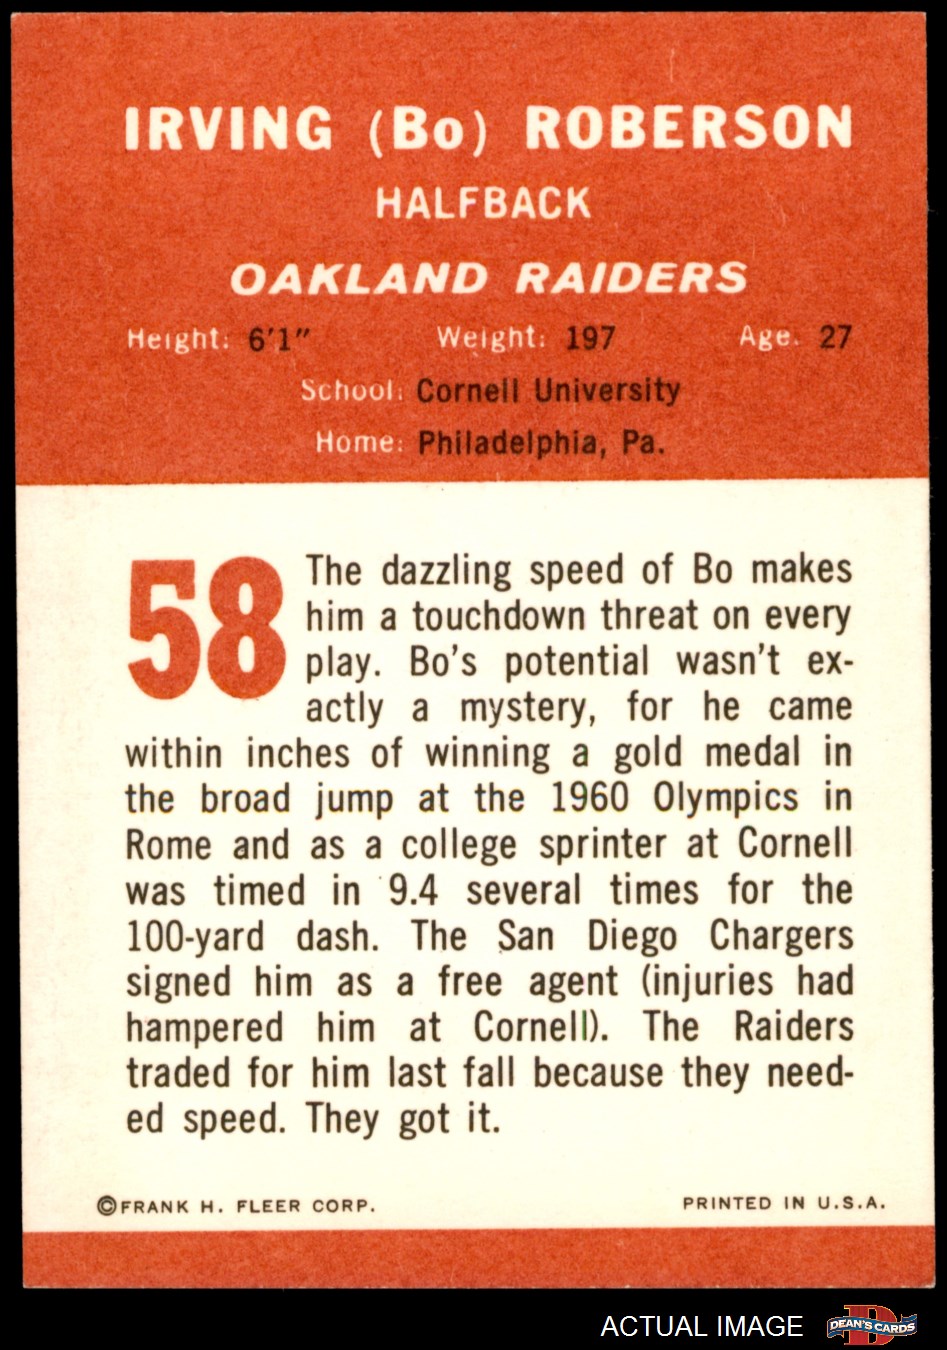 IRVING (Bo) ROBERSON
HALFBACK
OAKLAND RAIDERS
Height: 6'1" Weight: 197 Age. 27
School: Cornell University
Home: Philadelphia, Pa.
58
The dazzling speed of Bo makes
him a touchdown threat on every
play. Bo's potential wasn't ex-
actly a mystery, for he came
within inches of winning a gold medal in
the broad jump at the 1960 Olympics in
Rome and as a college sprinter at Cornell
was timed in 9.4 several times for the
100-yard dash. The San Diego Chargers
signed him as a free agent (injuries had
hampered him at Cornell). The Raiders
traded for him last fall because they need-
ed speed. They got it.
©FRANK H. FLEER CORP. PRINTED IN U.S.A.
ACTUAL IMAGE
D
DEAN'S CARDS